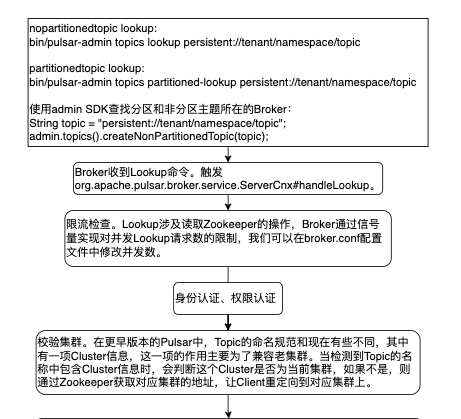 nopartitionedtopic lookup:
bin/pulsar-admin topics lookup persistent://tenant/namespace/topic
partitionedtopic lookup:
bin/pulsar-admin topics partitioned-lookup persistent://tenant/namespace/topic
使用admin SDK查找分区和非分区主题所在的Broker：
String topic = "persistent://tenant/namespace/topic";
admin.topics().createNonPartitionedTopic(topic);
Broker收到Lookup命令。触发
org.apache.pulsar.broker.service.ServerCnx#handleLookup。
限流检查。Lookup涉及读取Zookeeper的操作，Broker通过信号
量实现对并发Lookup请求数的限制，我们可以在broker.conf配置
文件中修改并发数。
身份认证、权限认证
校验集群。在更早版本的Pulsar中，Topic的命名规范和现在有些不同，其中
有一项Cluster信息，这一项的作用主要为了兼容老集群。当检测到Topic的名
称中包含Cluster信息时，会判断这个Cluster是否为当前集群，如果不是，则
通过Zookeeper获取对应集群的地址，让Client重定向到对应集群上。